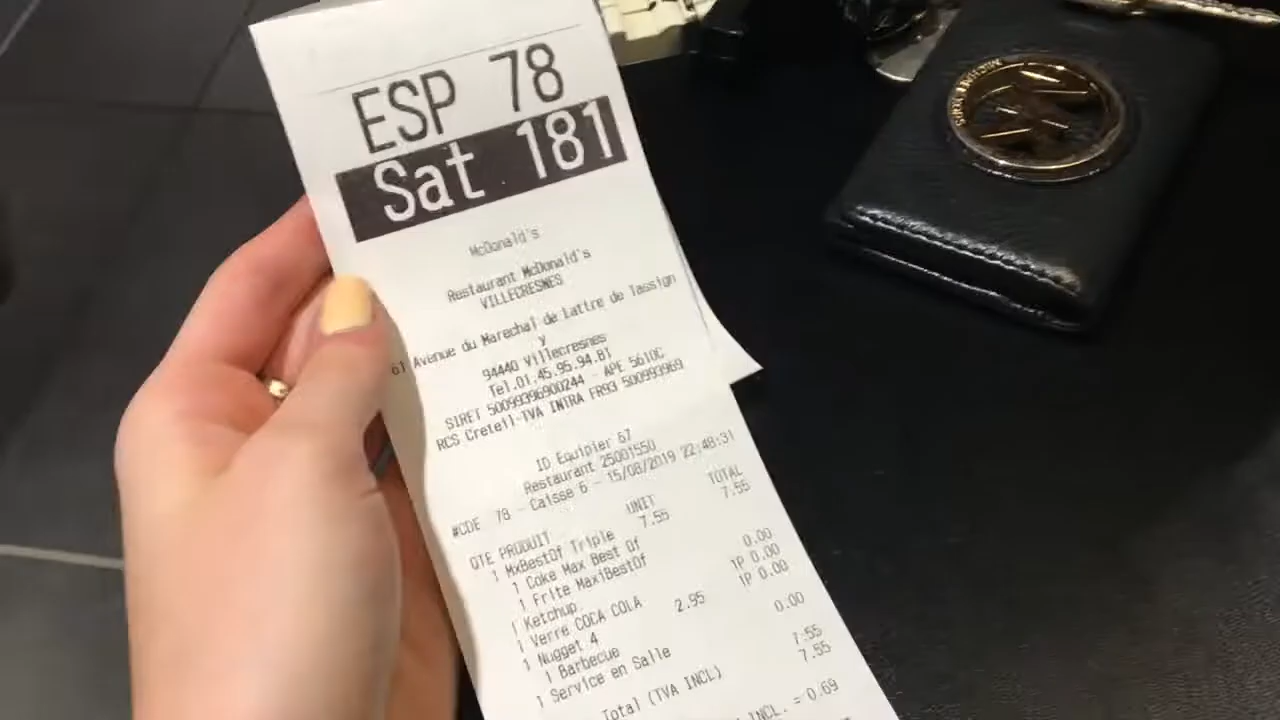 ESP 78
Sat 181
McDonald's
Restaurant McDonald's
VILLECRESNES
61 Avenue du Marechal de Lattre de Tassign
y
94440 Villecresnes
Tel.01.45.95.94.81
SIRET 50099396900244 - APE 5610C
RCS Creteil-TVA INTRA FR93 500993969
ID Equipier 67
Restaurant 25001550
#CDE 78 - Caisse 6 - 15/08/2019 22:48:31
QTE PRODUIT UNIT TOTAL
1 MxBestOf Triple 7.55 7.55
1 Coke Max Best Of
1 Frite MaxiBestOf
1 Ketchup 0.00
1 Verre COCA COLA 1P 0.00
1 Nugget 4 2.95 1P 0.00
1 Barbecue
1 Service en Salle 0.00
7.55
Total (TVA INCL) 7.55
INCL. = 0.69